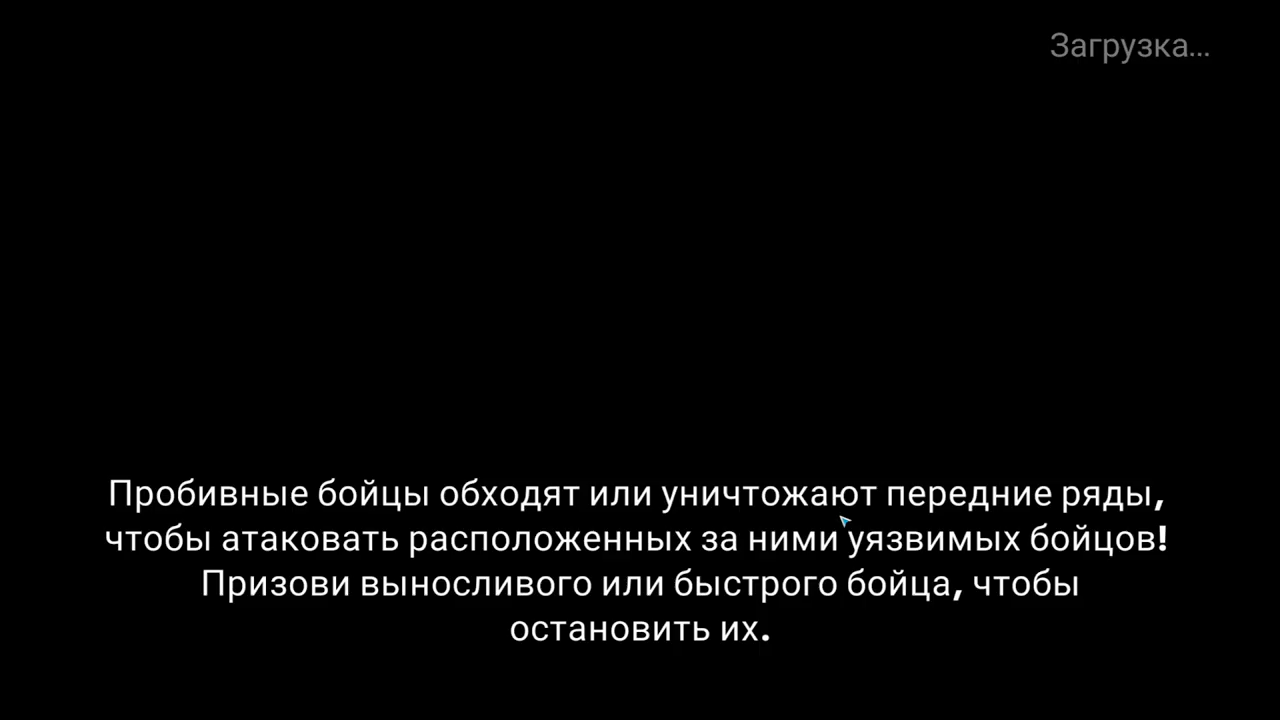 Загрузка...
Пробивные бойцы обходят или уничтожают передние ряды,
чтобы атаковать расположенных за ними уязвимых бойцов!
Призови выносливого или быстрого бойца, чтобы
остановить их.